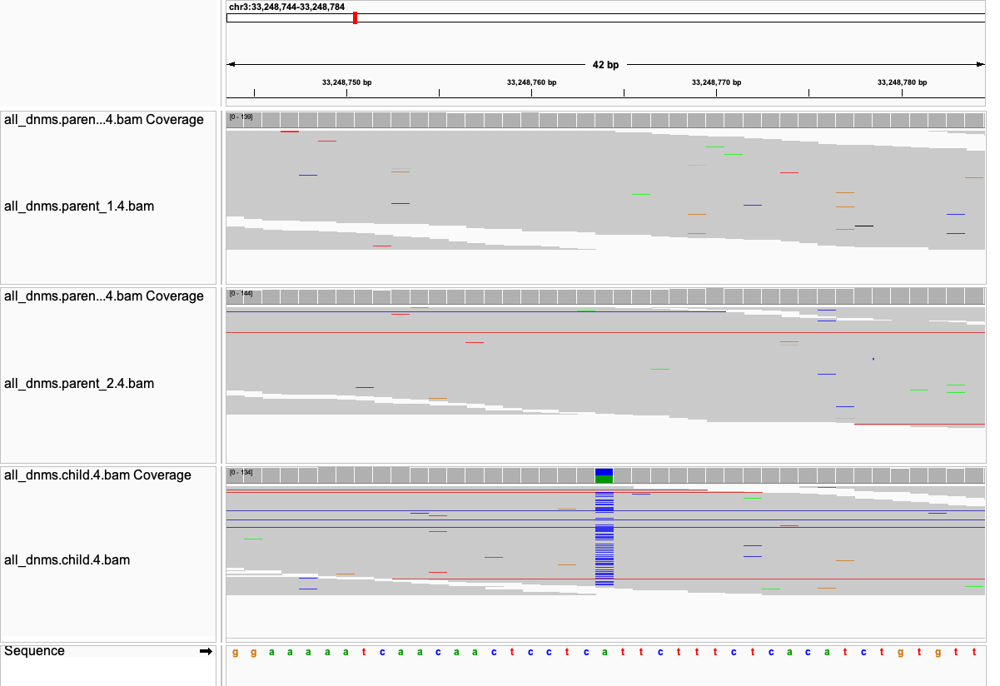 chr3:33,248,744-33,248,784
42 bp
33,248,750 bp 33,248,760 bp 33,248,770 bp 33,248,780 bp
all_dnms.paren...4.bam Coverage
[0 - 139]
all_dnms.parent_1.4.bam
all_dnms.paren...4.bam Coverage
[0 - 144]
all_dnms.parent_2.4.bam
all_dnms.child.4.bam Coverage
[0 - 134]
all_dnms.child.4.bam
Sequence
g g a a a a a t c a a c a a c t c c t c a t t c t t t c t c a c a t c t g t g t t